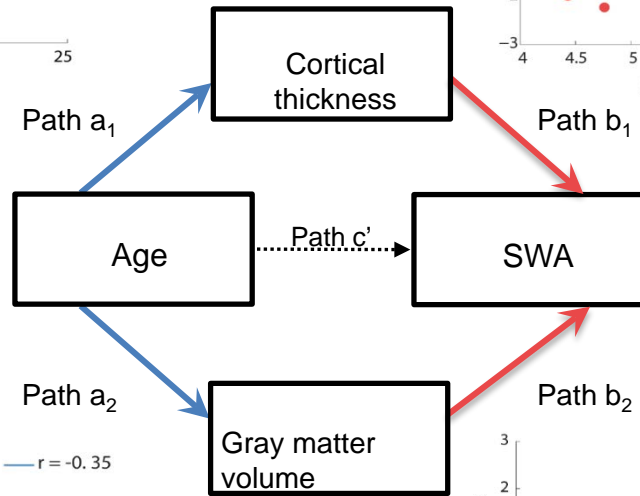 25
−3
4 4.5 5
Cortical
thickness
Path a₁
Path b₁
Age
Path c’
SWA
Path a₂
Path b₂
Gray matter
volume
r = -0. 35
3
2